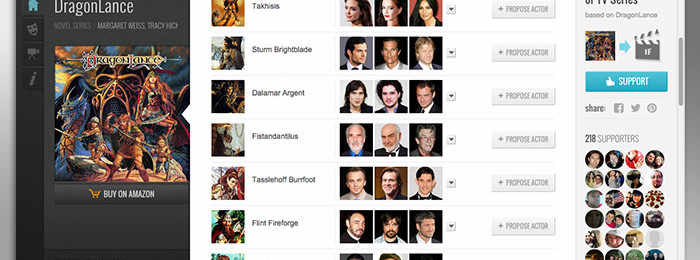 DragonLance
NOVEL SERIES
MARGARET WEISS, TRACY HICK
DRAGONLANCE
BUY ON AMAZON
Takhisis
+ PROPOSE ACTOR
Sturm Brightblade
+ PROPOSE ACTOR
Dalamar Argent
+ PROPOSE ACTOR
Fistandantilus
+ PROPOSE ACTOR
Tasslehoff Burrfoot
+ PROPOSE ACTOR
Flint Fireforge
+ PROPOSE ACTOR
or TV Series
based on DragonLance
IF
SUPPORT
share:
218 SUPPORTERS